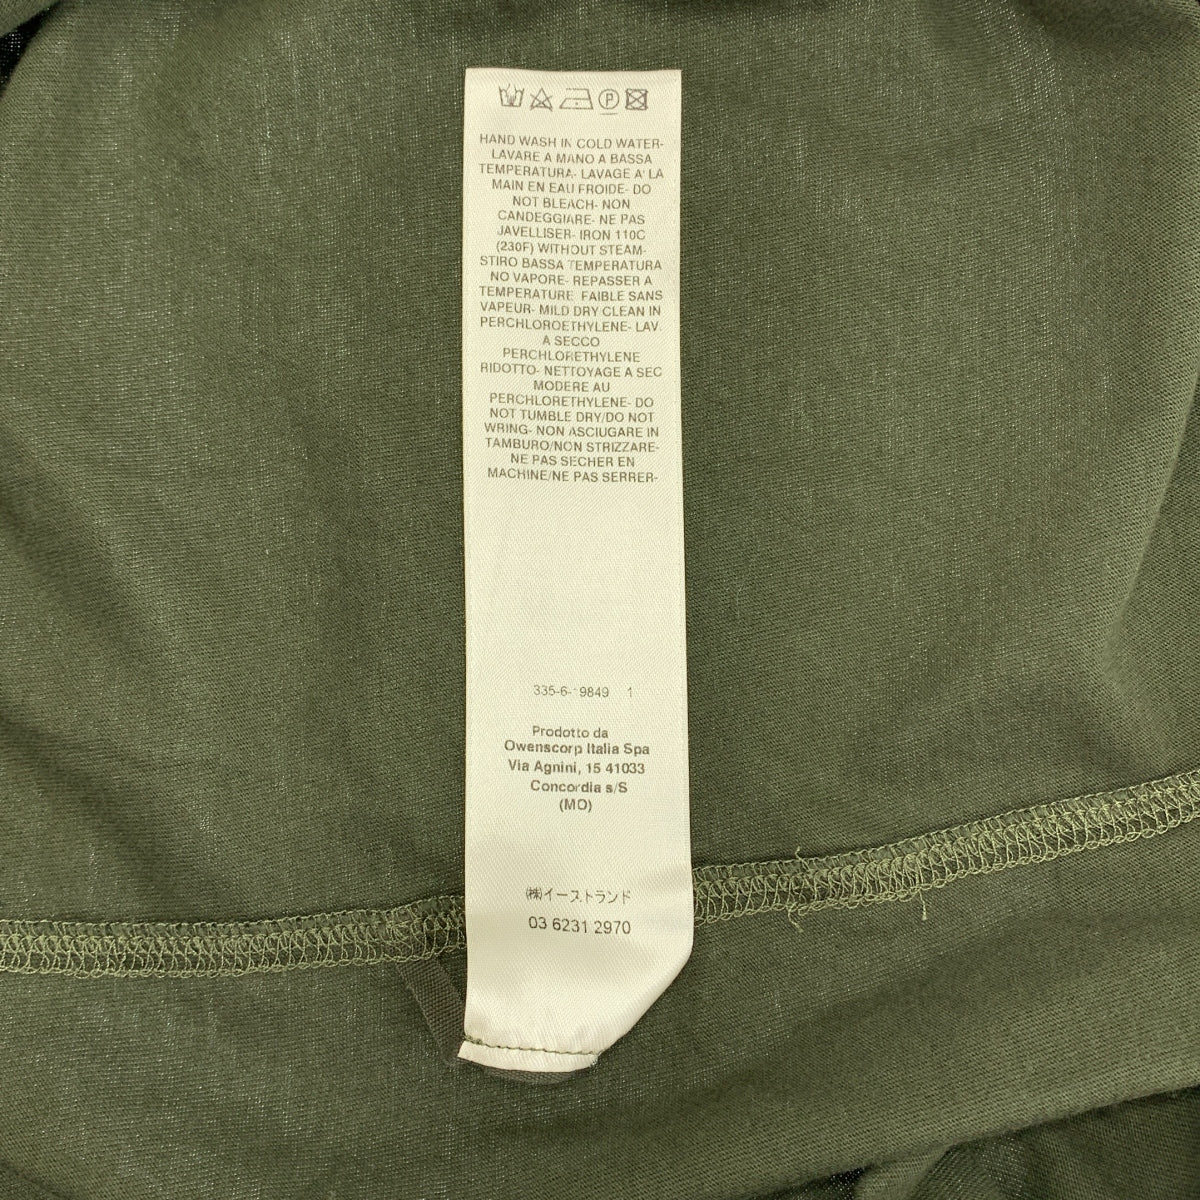 P
HAND WASH IN COLD WATER-
LAVARE A MANO A BASSA
TEMPERATURA- LAVAGE A' LA
MAIN EN EAU FROIDE- DO
NOT BLEACH- NON
CANDEGGIARE- NE PAS
JAVELLISER- IRON 110C
(230F) WITHOUT STEAM-
STIRO BASSA TEMPERATURA
NO VAPORE- REPASSER A
TEMPERATURE FAIBLE SANS
VAPEUR- MILD DRY CLEAN IN
PERCHLOROETHYLENE- LAV.
A SECCO
PERCHLORETHYLENE
RIDOTTO- NETTOYAGE A SEC
MODERE AU
PERCHLORETHYLENE- DO
NOT TUMBLE DRY/DO NOT
WRING- NON ASCIUGARE IN
TAMBURO/NON STRIZZARE-
NE PAS SECHER EN
MACHINE/NE PAS SERRER-
335-6-19849 1
Prodotto da
Owenscorp Italia Spa
Via Agnini, 15 41033
Concordia s/S
(MO)
㈱イーストランド
03 6231 2970